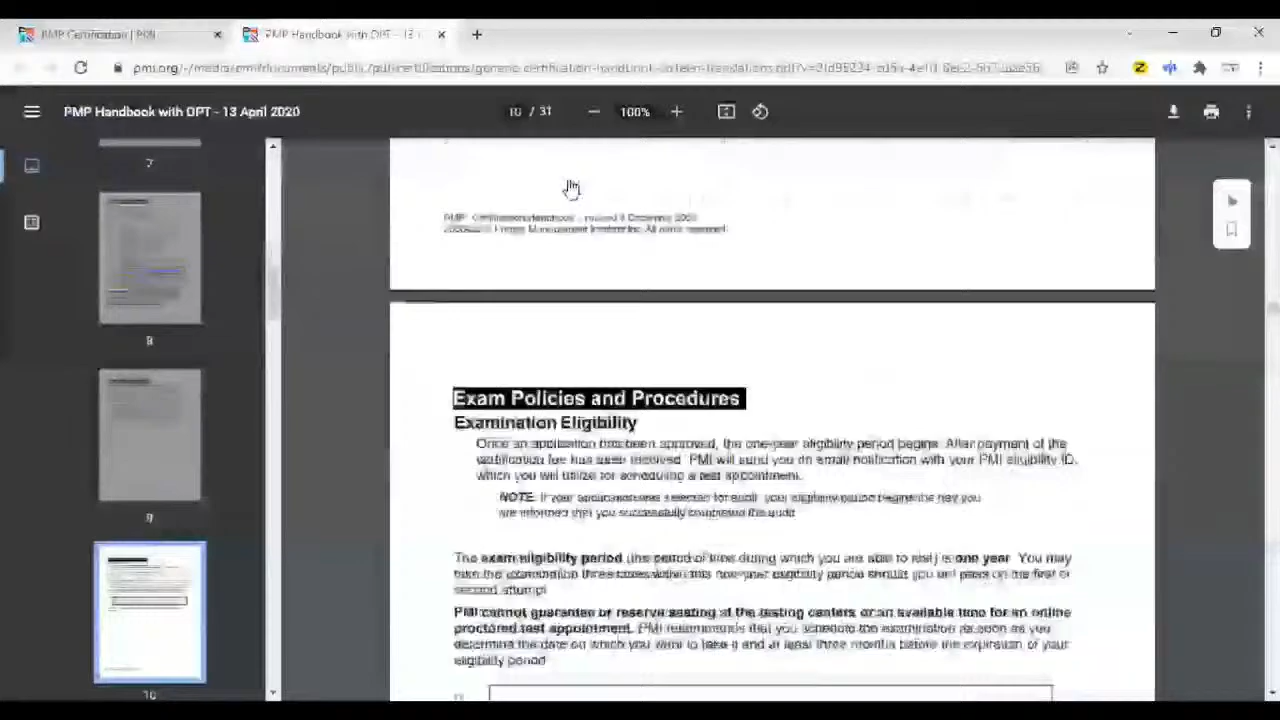 PMP Certification | PMI
PMP Handbook with OPT - 13
PMP Handbook with OPT - 13 April 2020
10 / 31
100%
7
8
9
10
Project Management Institute, Inc. All rights reserved.
Exam Policies and Procedures
Examination Eligibility
Once an application has been approved, the one-year eligibility period begins. After payment of the
certification fee has been received, PMI will send you an email notification with your PMI eligibility ID,
which you will utilize for scheduling a test appointment.
NOTE: If your application was selected for audit, your eligibility period begins the day you
are informed that you successfully completed the audit.
The exam eligibility period (the period of time during which you are able to test) is one year. You may
take the examination three times within this one-year eligibility period should you not pass on the first or
second attempt.
PMI cannot guarantee or reserve seating at the testing centers or an available time for an online
proctored test appointment. PMI recommends that you schedule the examination as soon as you
determine the date on which you want to take it and at least three months before the expiration of your
eligibility period.